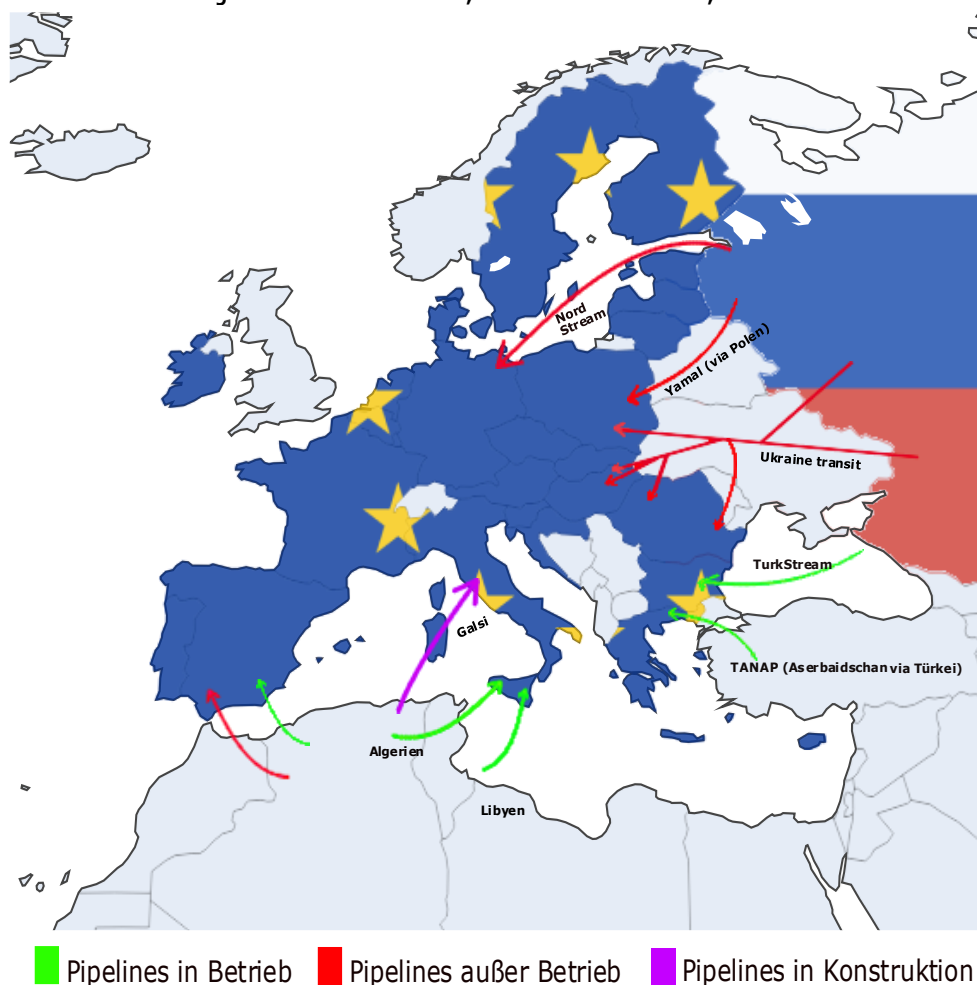 Nord
Stream
Yamal (via Polen)
Ukraine transit
TurkStream
Galsi
TANAP (Aserbaidschan via Türkei)
Algerien
Libyen
Pipelines in Betrieb
Pipelines außer Betrieb
Pipelines in Konstruktion